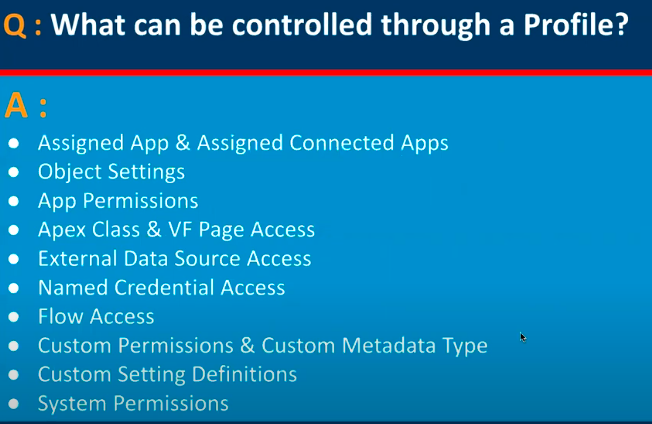 Q : What can be controlled through a Profile?
A :
● Assigned App & Assigned Connected Apps
● Object Settings
● App Permissions
● Apex Class & VF Page Access
● External Data Source Access
● Named Credential Access
● Flow Access
● Custom Permissions & Custom Metadata Type
● Custom Setting Definitions
● System Permissions